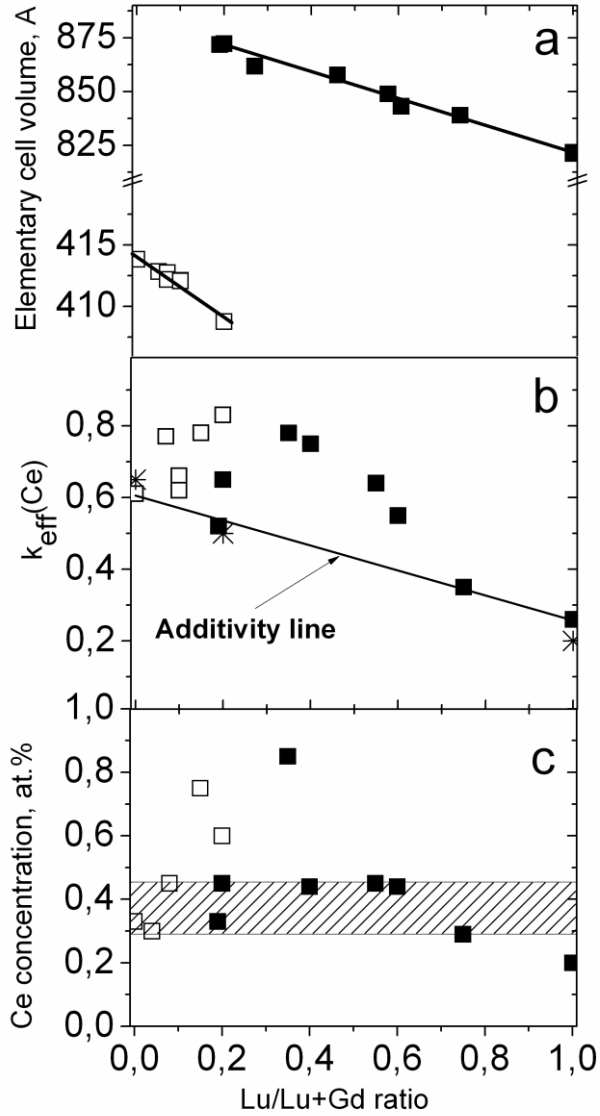 a
Elementary cell volume, A
875
850
825
415
410
b
k_eff(Ce)
0,8
0,6
0,4
0,2
Additivity line
c
Ce concentration, at.%
1,0
0,8
0,6
0,4
0,2
0,0
0,0 0,2 0,4 0,6 0,8 1,0
Lu/Lu+Gd ratio